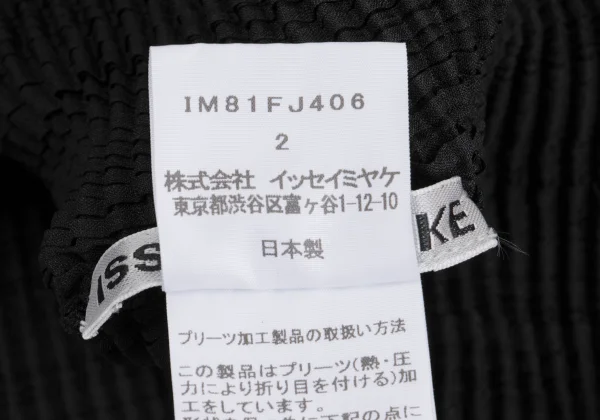 IM81FJ406
2
株式会社 イッセイミヤケ
東京都渋谷区富ヶ谷1-12-10
日本製
ISS
KE
プリーツ加工製品の取扱い方法
この製品はプリーツ(熱・圧
力により折り目を付ける)加
工をしています。